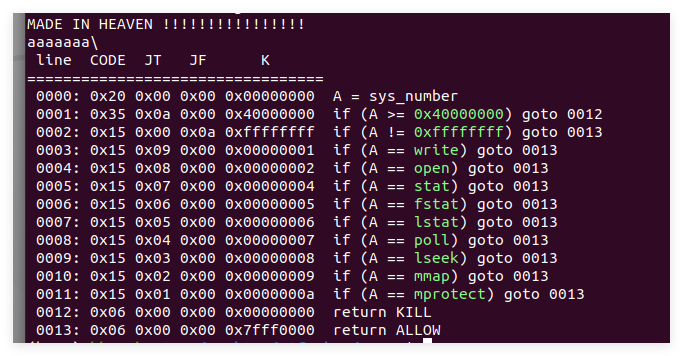 MADE IN HEAVEN !!!!!!!!!!!!!!!!
aaaaaaa\
line CODE JT JF K
=================================
0000: 0x20 0x00 0x00 0x00000000 A = sys_number
0001: 0x35 0x0a 0x00 0x40000000 if (A >= 0x40000000) goto 0012
0002: 0x15 0x00 0x0a 0xffffffff if (A != 0xffffffff) goto 0013
0003: 0x15 0x09 0x00 0x00000001 if (A == write) goto 0013
0004: 0x15 0x08 0x00 0x00000002 if (A == open) goto 0013
0005: 0x15 0x07 0x00 0x00000004 if (A == stat) goto 0013
0006: 0x15 0x06 0x00 0x00000005 if (A == fstat) goto 0013
0007: 0x15 0x05 0x00 0x00000006 if (A == lstat) goto 0013
0008: 0x15 0x04 0x00 0x00000007 if (A == poll) goto 0013
0009: 0x15 0x03 0x00 0x00000008 if (A == lseek) goto 0013
0010: 0x15 0x02 0x00 0x00000009 if (A == mmap) goto 0013
0011: 0x15 0x01 0x00 0x0000000a if (A == mprotect) goto 0013
0012: 0x06 0x00 0x00 0x00000000 return KILL
0013: 0x06 0x00 0x00 0x7fff0000 return ALLOW